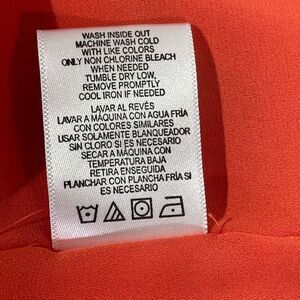 WASH INSIDE OUT
MACHINE WASH COLD
WITH LIKE COLORS
ONLY NON CHLORINE BLEACH
WHEN NEEDED
TUMBLE DRY LOW,
REMOVE PROMPTLY
COOL IRON IF NEEDED
LAVAR AL REVÉS
LAVAR A MÁQUINA CON AGUA FRÍA
CON COLORES SIMILARES
USAR SOLAMENTE BLANQUEADOR
SIN CLORO SI ES NECESARIO
SECAR A MÁQUINA CON
TEMPERATURA BAJA
RETIRA ENSEGUIDA
PLANCHAR CON PLANCHA FRÍA SI
ES NECESARIO